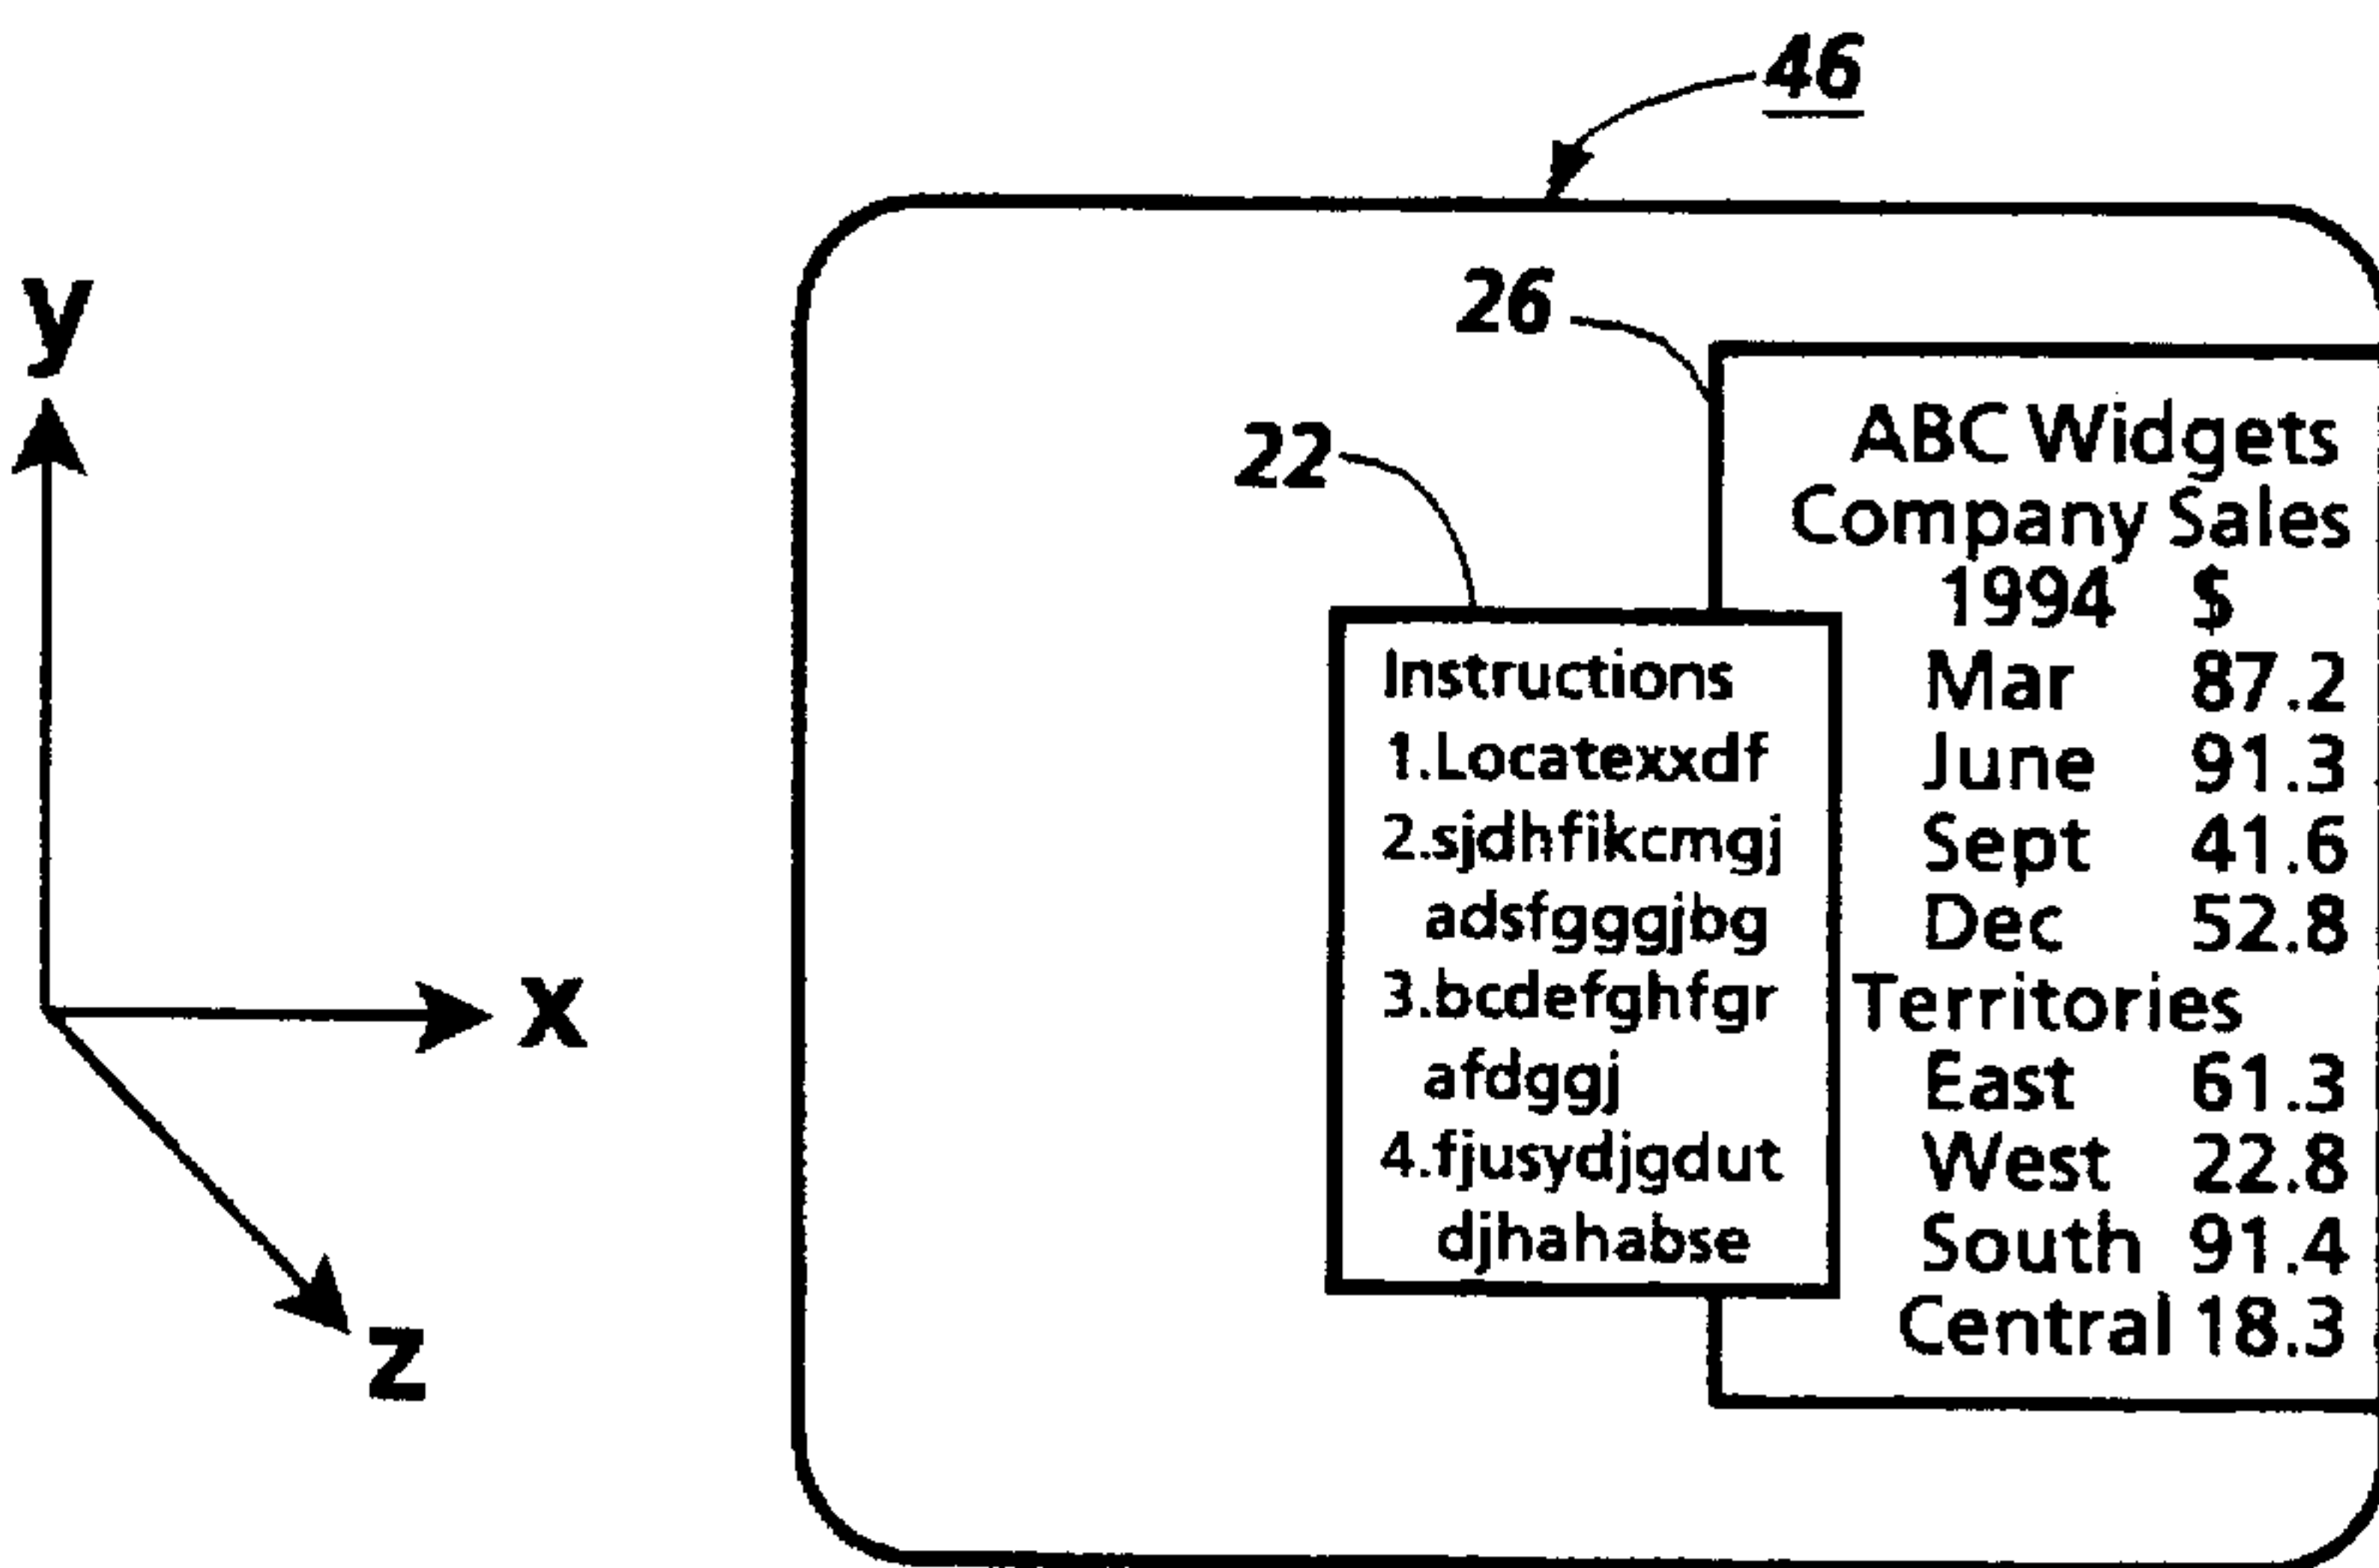 46
26
22
y
x
z
ABC Widgets
Company Sales
1994 $
Mar 87.2
June 91.3
Sept 41.6
Dec 52.8
Territories
East 61.3
West 22.8
South 91.4
Central 18.3
Instructions
1.Locatexxdf
2.sjdhfikcmgj
adsfgggjbg
3.bcdefghfgr
afdggj
4.fjusydjgdut
djhahabse